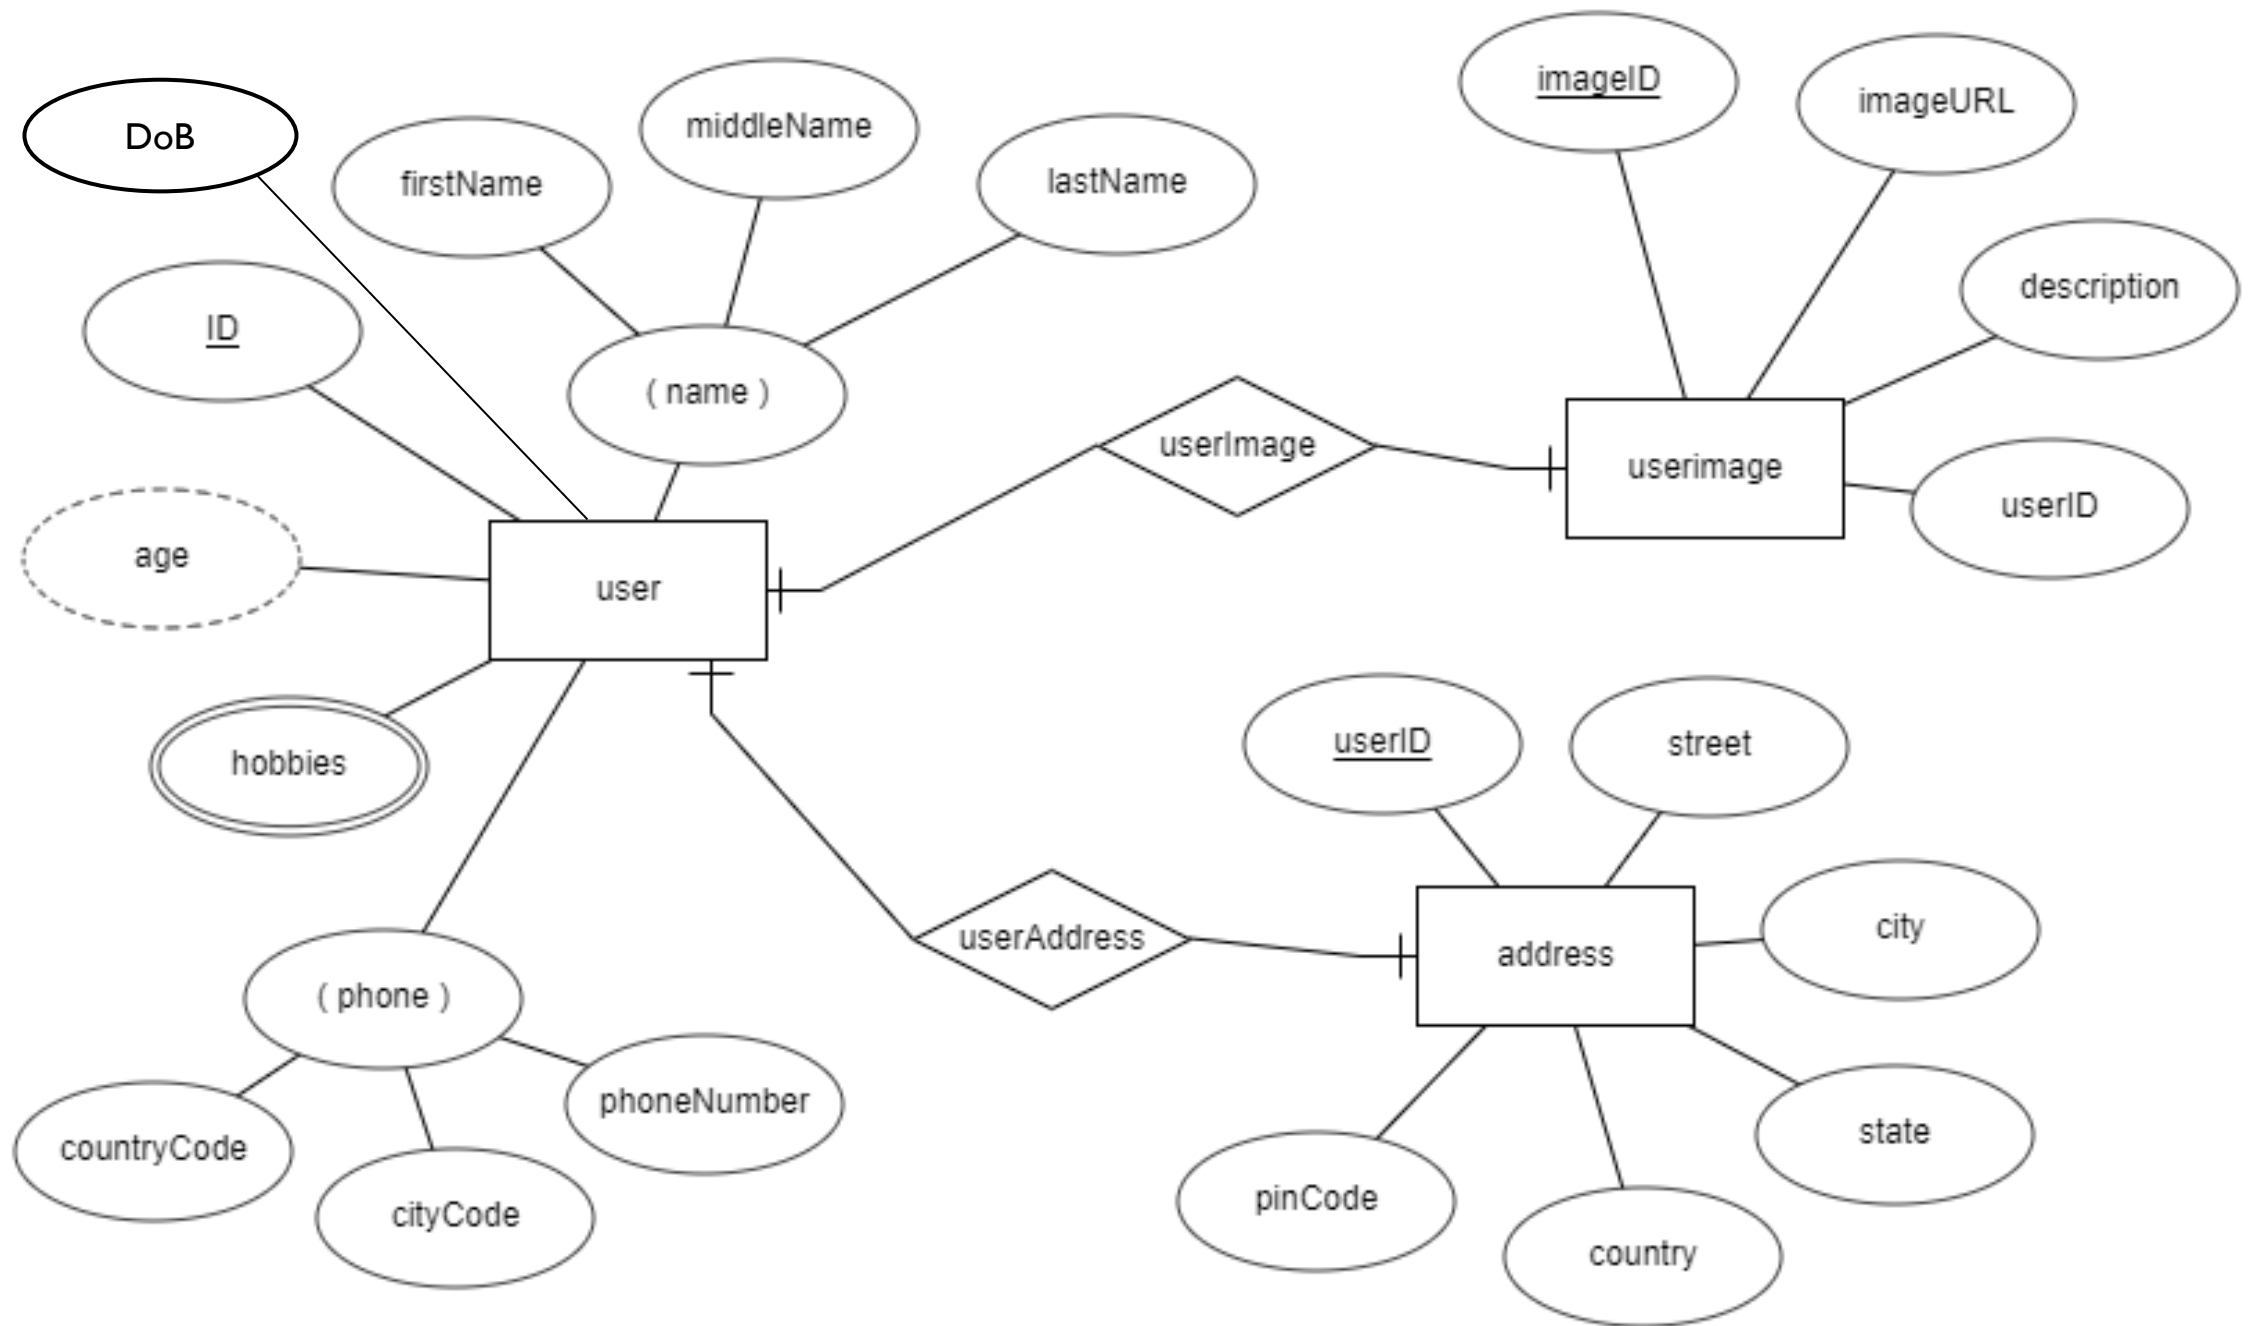 imageID
imageURL
middleName
DoB
firstName
lastName
description
ID
( name )
userImage
userimage
userID
age
user
hobbies
userID
street
city
userAddress
address
( phone )
phoneNumber
state
countryCode
pinCode
cityCode
country